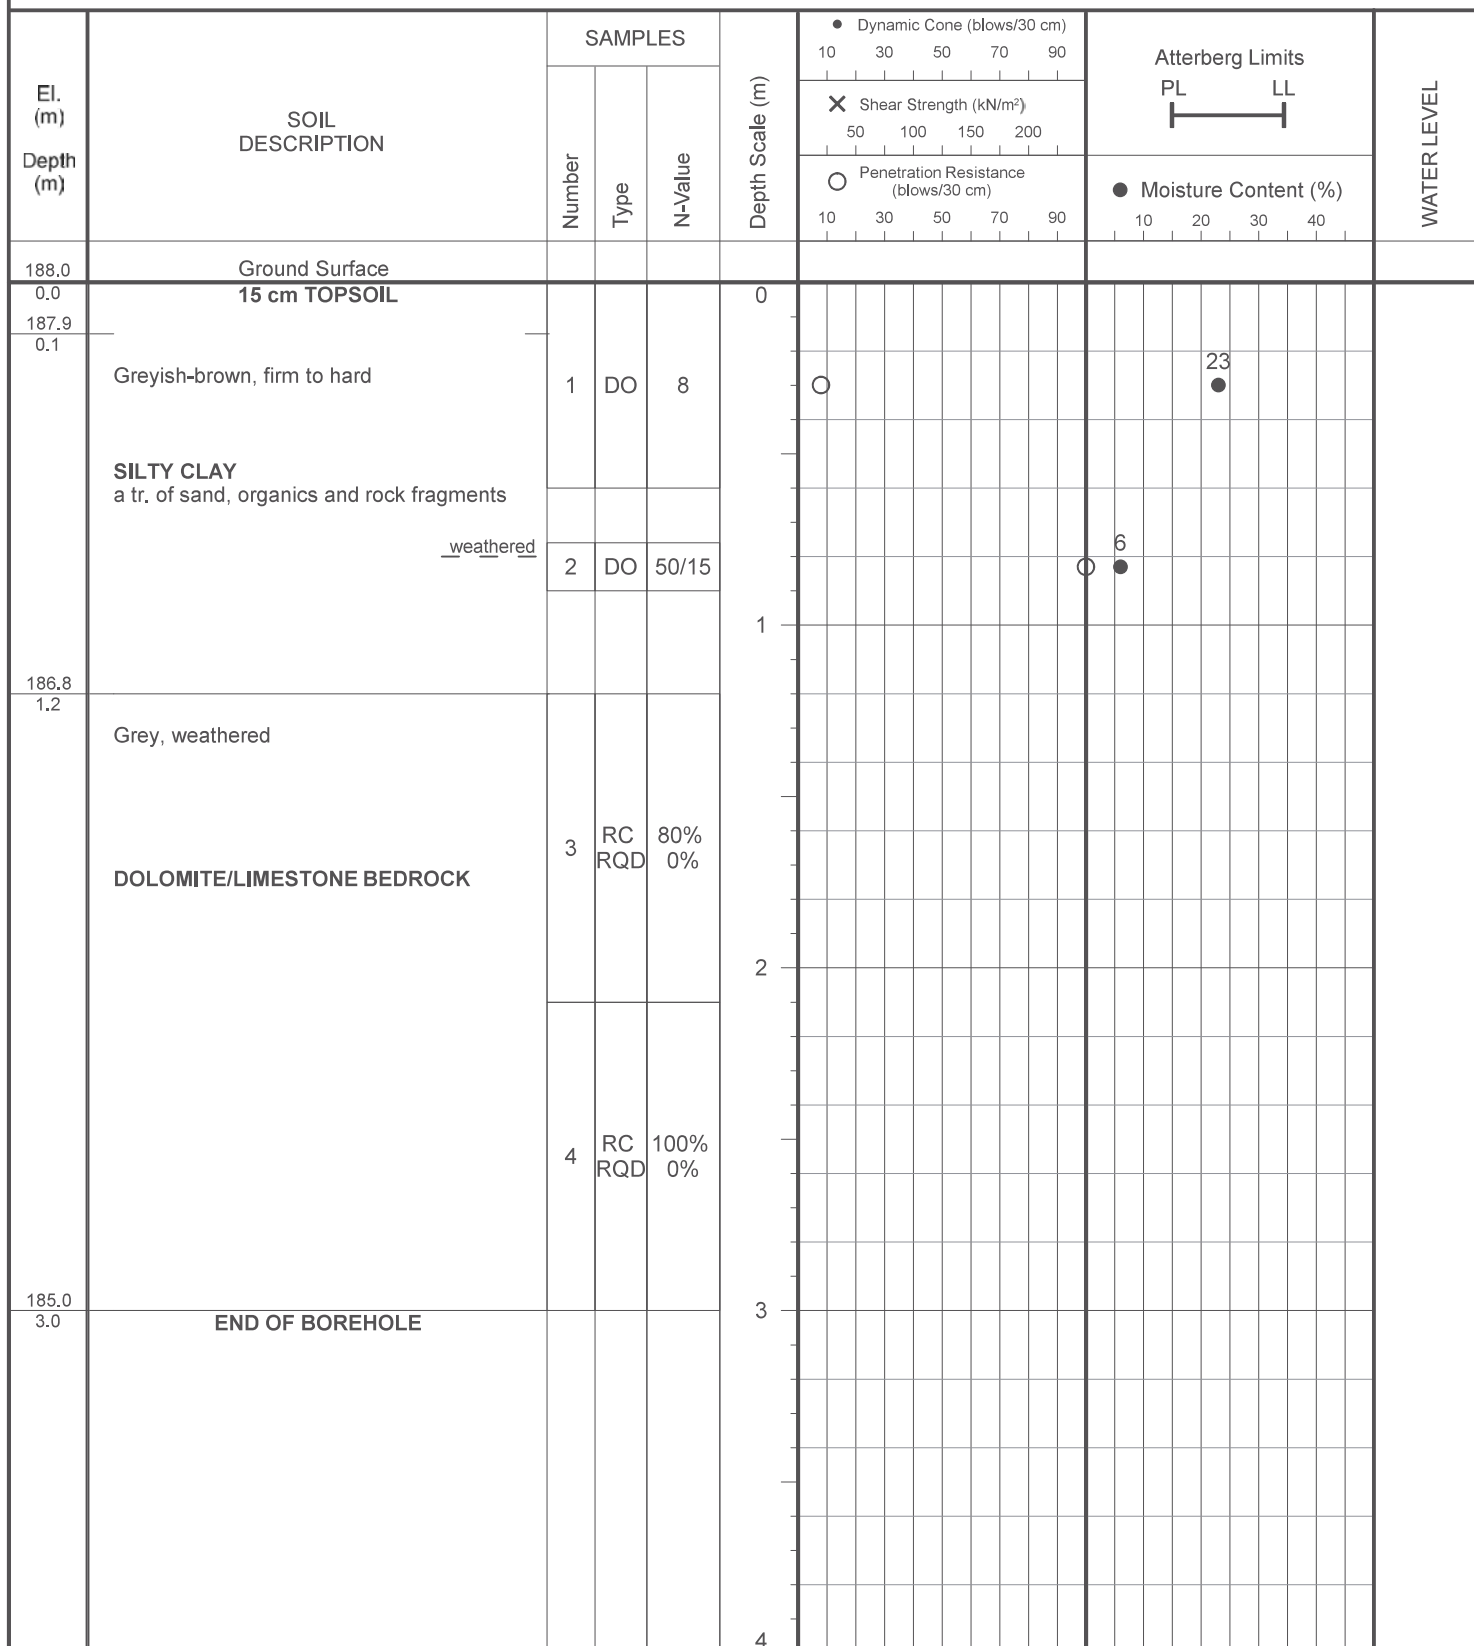 El.
(m)
Depth
(m)
SOIL
DESCRIPTION
SAMPLES
Number
Type
N-Value
Depth Scale (m)
● Dynamic Cone (blows/30 cm)
10 30 50 70 90
✕ Shear Strength (kN/m²)
50 100 150 200
○ Penetration Resistance
(blows/30 cm)
10 30 50 70 90
Atterberg Limits
PL LL
● Moisture Content (%)
10 20 30 40
WATER LEVEL
188.0 Ground Surface
0.0 15 cm TOPSOIL 0
187.9
0.1
23
Greyish-brown, firm to hard 1 DO 8
SILTY CLAY
a tr. of sand, organics and rock fragments
weathered 6
2 DO 50/15
1
186.8
1.2
Grey, weathered
3 RC 80%
RQD 0%
DOLOMITE/LIMESTONE BEDROCK
2
4 RC 100%
RQD 0%
185.0
3.0 END OF BOREHOLE 3
4